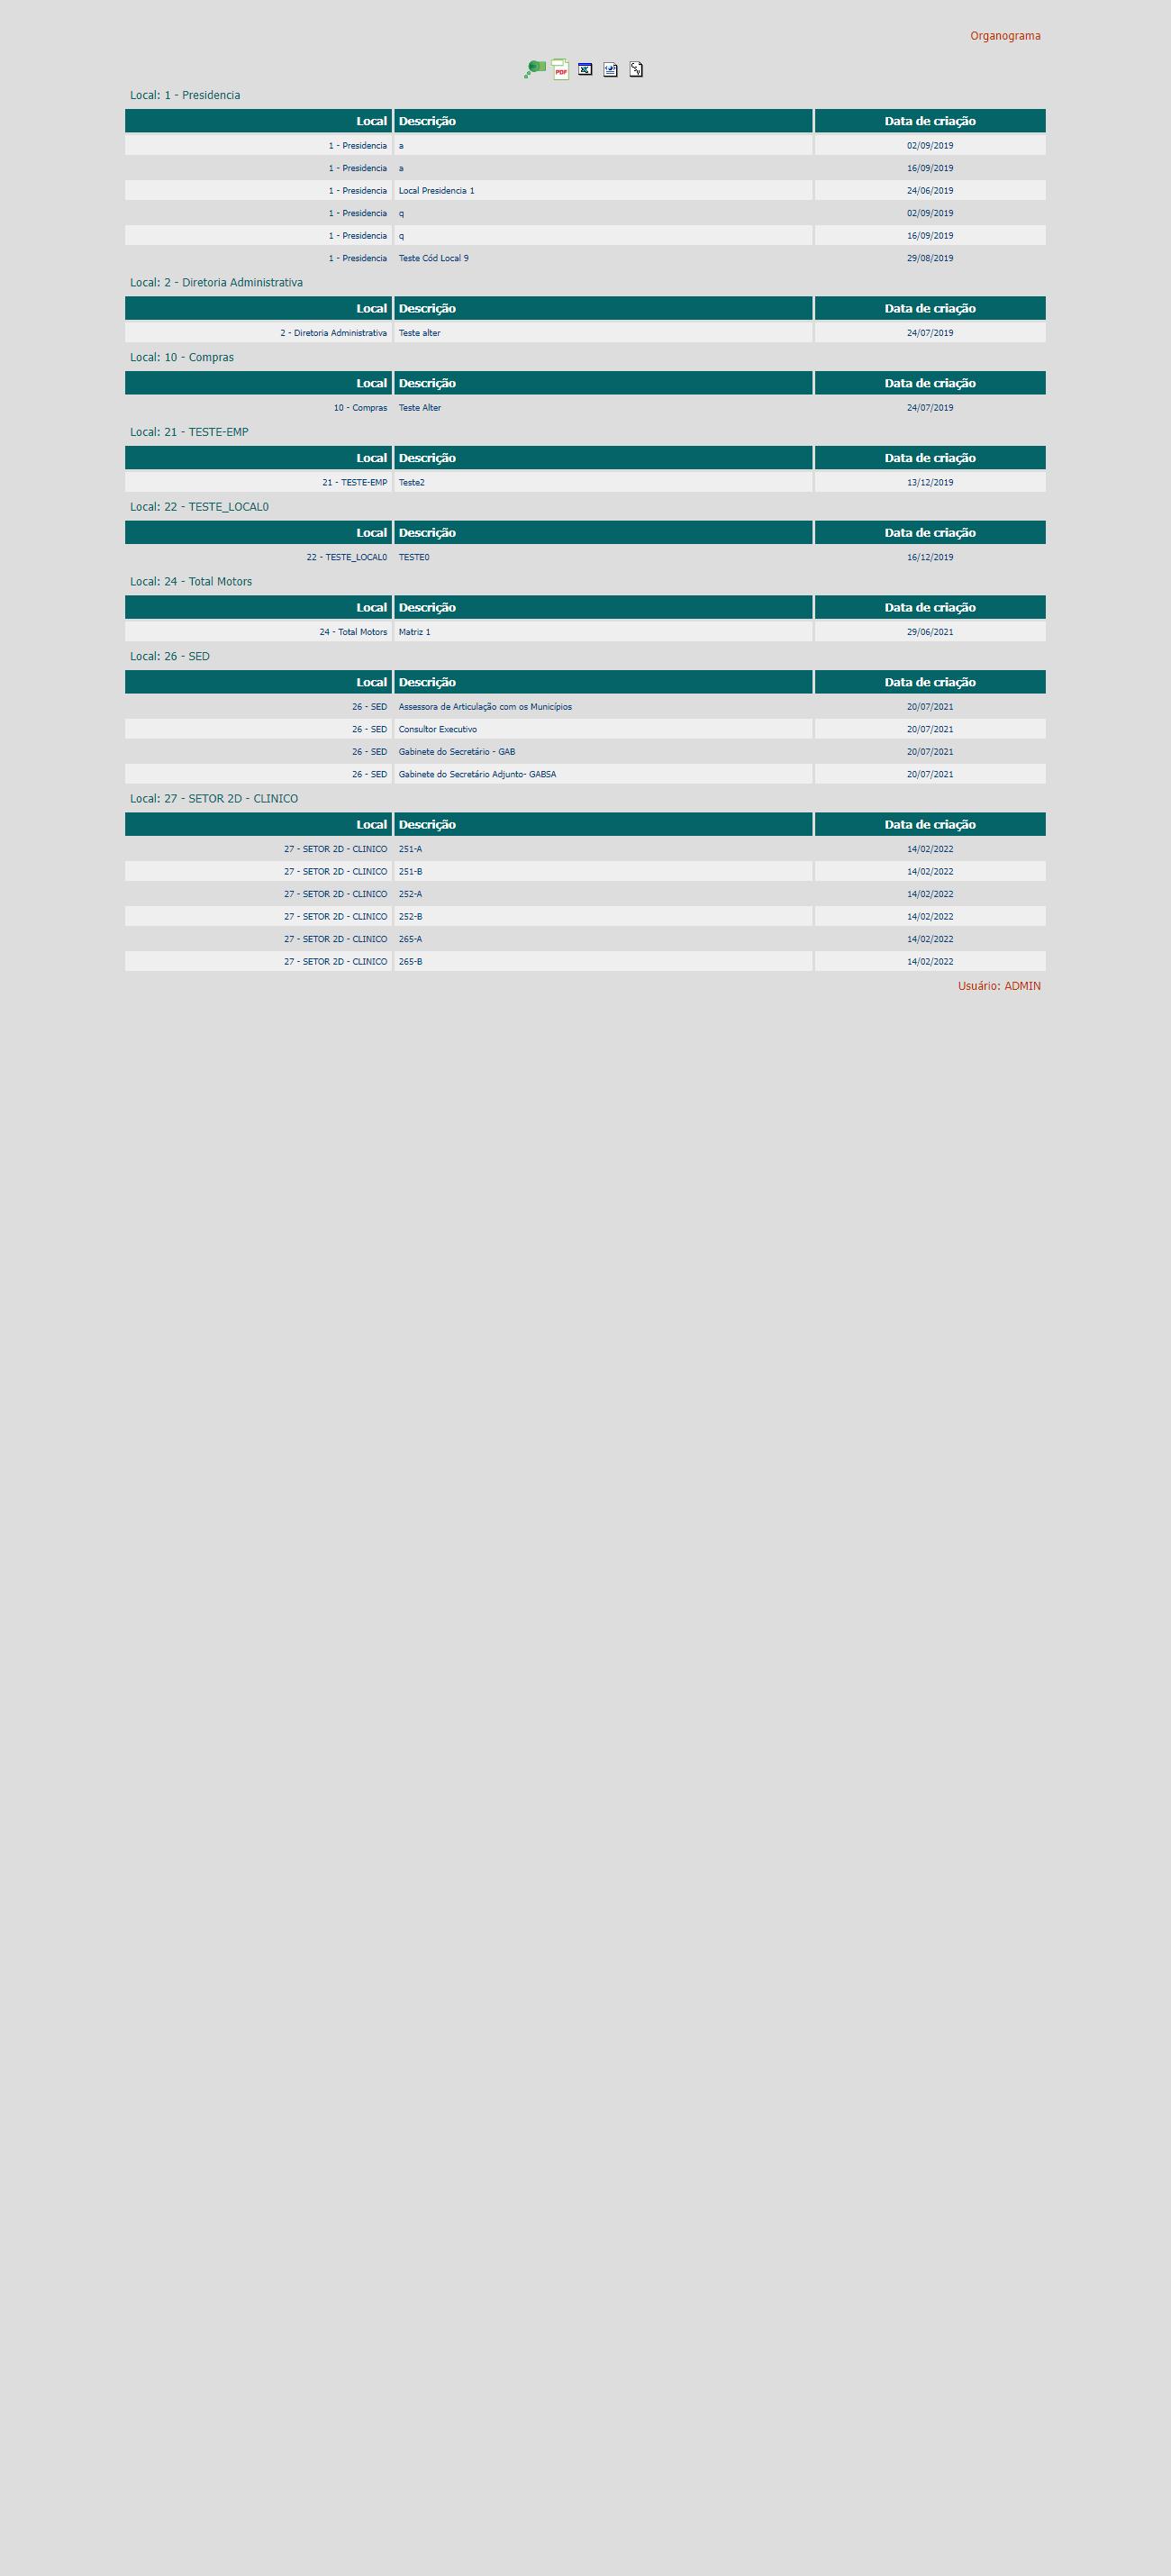 Organograma
PDF
Local: 1 - Presidencia
Local Descrição Data de criação
1 - Presidencia a 02/09/2019
1 - Presidencia a 16/09/2019
1 - Presidencia Local Presidencia 1 24/06/2019
1 - Presidencia q 02/09/2019
1 - Presidencia q 16/09/2019
1 - Presidencia Teste Cód Local 9 29/08/2019
Local: 2 - Diretoria Administrativa
Local Descrição Data de criação
2 - Diretoria Administrativa Teste alter 24/07/2019
Local: 10 - Compras
Local Descrição Data de criação
10 - Compras Teste Alter 24/07/2019
Local: 21 - TESTE-EMP
Local Descrição Data de criação
21 - TESTE-EMP Teste2 13/12/2019
Local: 22 - TESTE_LOCAL0
Local Descrição Data de criação
22 - TESTE_LOCAL0 TESTE0 16/12/2019
Local: 24 - Total Motors
Local Descrição Data de criação
24 - Total Motors Matriz 1 29/06/2021
Local: 26 - SED
Local Descrição Data de criação
26 - SED Assessora de Articulação com os Municípios 20/07/2021
26 - SED Consultor Executivo 20/07/2021
26 - SED Gabinete do Secretário - GAB 20/07/2021
26 - SED Gabinete do Secretário Adjunto- GABSA 20/07/2021
Local: 27 - SETOR 2D - CLINICO
Local Descrição Data de criação
27 - SETOR 2D - CLINICO 251-A 14/02/2022
27 - SETOR 2D - CLINICO 251-B 14/02/2022
27 - SETOR 2D - CLINICO 252-A 14/02/2022
27 - SETOR 2D - CLINICO 252-B 14/02/2022
27 - SETOR 2D - CLINICO 265-A 14/02/2022
27 - SETOR 2D - CLINICO 265-B 14/02/2022
Usuário: ADMIN